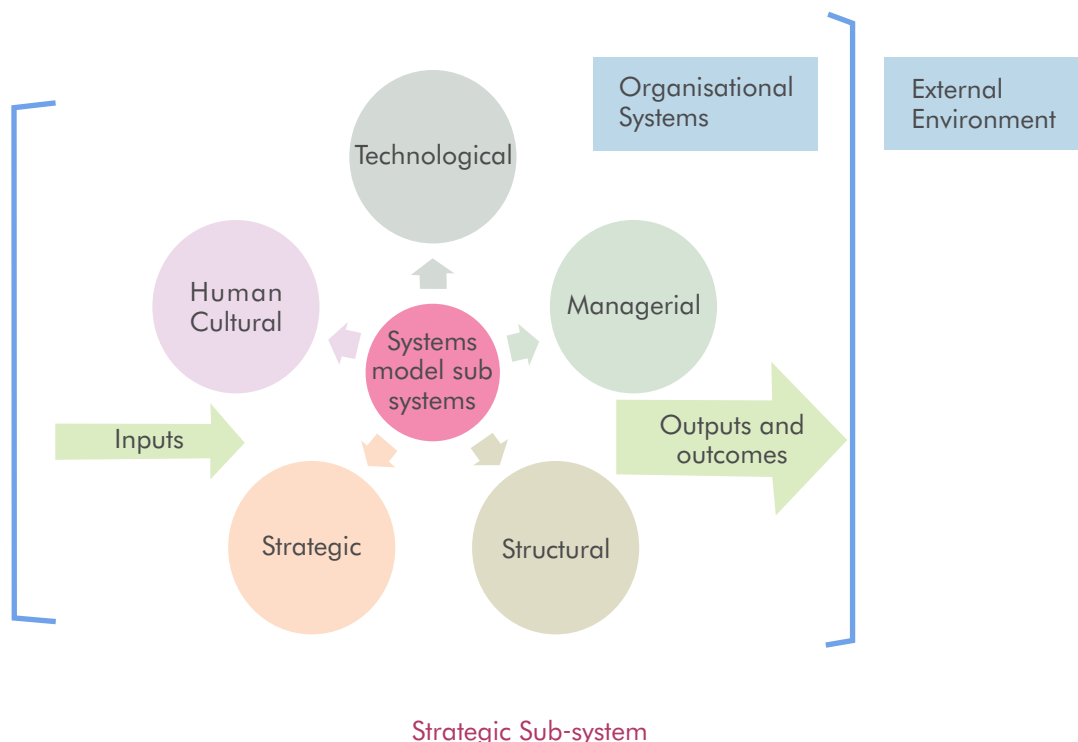 Organisational
Systems
External
Environment
Technological
Human
Cultural
Managerial
Systems
model sub
systems
Inputs
Outputs and
outcomes
Strategic
Structural
Strategic Sub-system